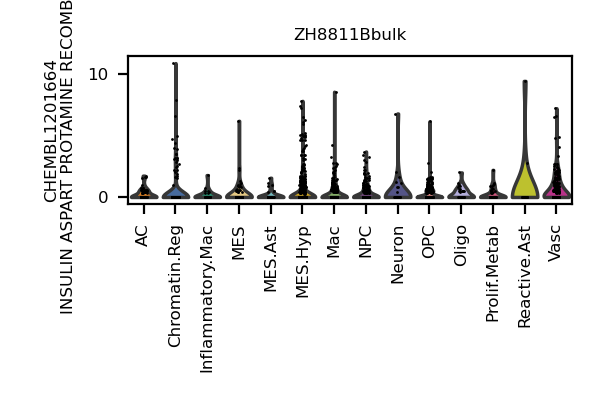 ZH8811Bbulk
CHEMBL1201664
INSULIN ASPART PROTAMINE RECOMB
10
0
AC
Chromatin.Reg
Inflammatory.Mac
MES
MES.Ast
MES.Hyp
Mac
NPC
Neuron
OPC
Oligo
Prolif.Metab
Reactive.Ast
Vasc